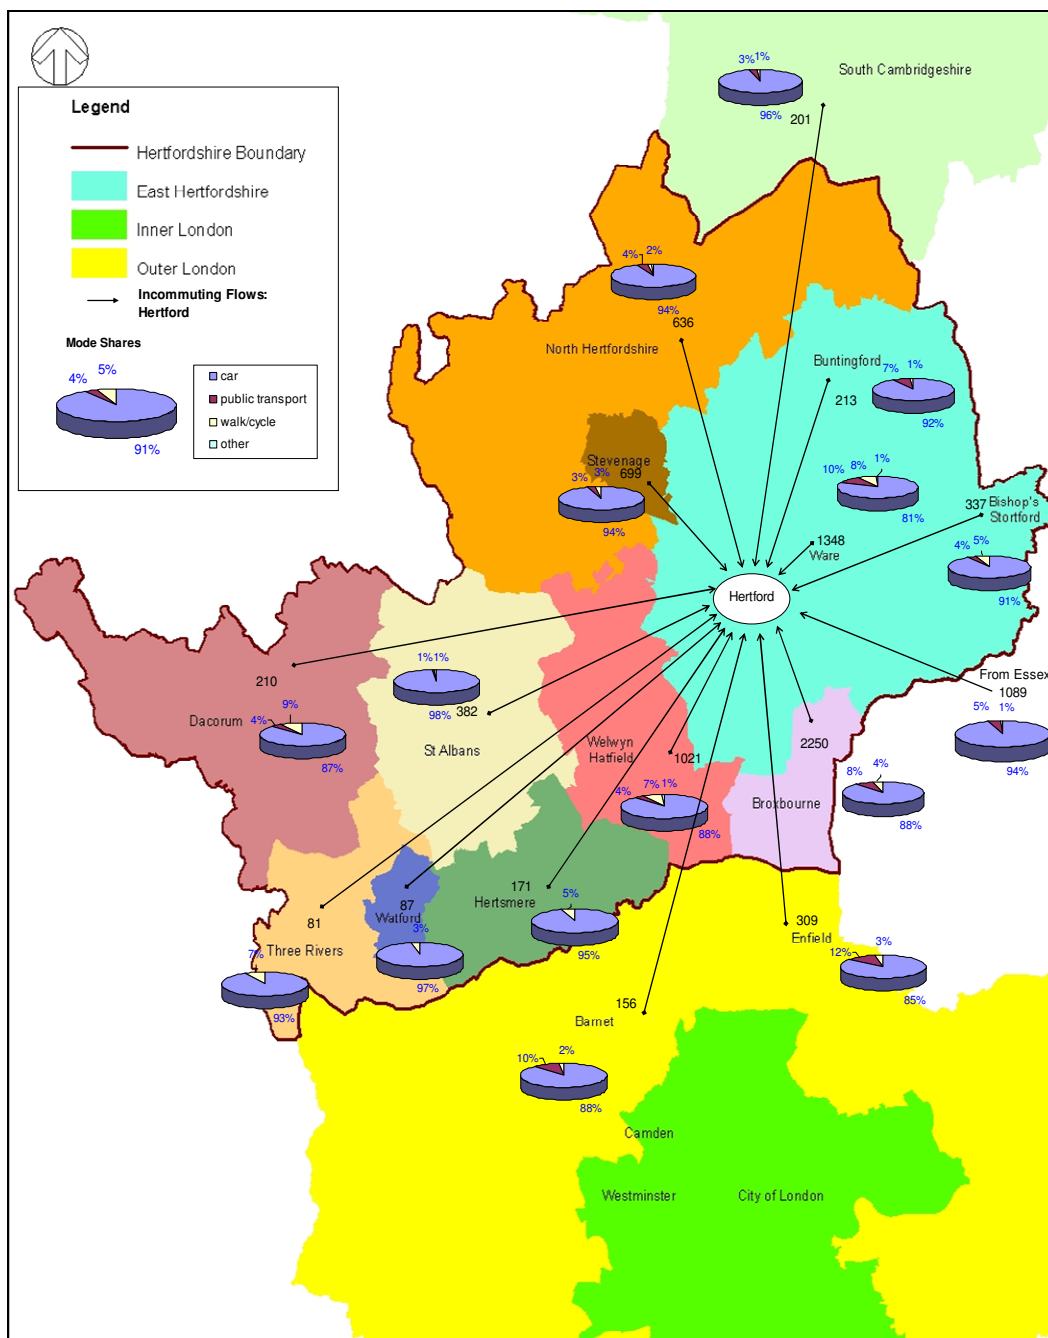 Legend
Hertfordshire Boundary
East Hertfordshire
Inner London
Outer London
Incommuting Flows:
Hertford
Mode Shares
4% 5%
91%
car
public transport
walk/cycle
other
3% 1%
96%
201
South Cambridgeshire
4% 2%
94%
636
North Hertfordshire
Buntingford
213
7% 1%
92%
Stevenage
699
3% 3%
94%
10% 8% 1%
81%
1348
Ware
337
Bishop's
Stortford
4% 5%
91%
Hertford
From Essex
1089
5% 1%
94%
210
Dacorum
4% 9%
87%
1% 1%
98%
382
St Albans
Welwyn
Hatfield
1021
4% 7% 1%
88%
2250
Broxbourne
8% 4%
88%
81
Three Rivers
7%
93%
87
Watford
3%
97%
171
Hertsmere
5%
95%
309
Enfield
12% 3%
85%
156
Barnet
10% 2%
88%
Camden
Westminster
City of London